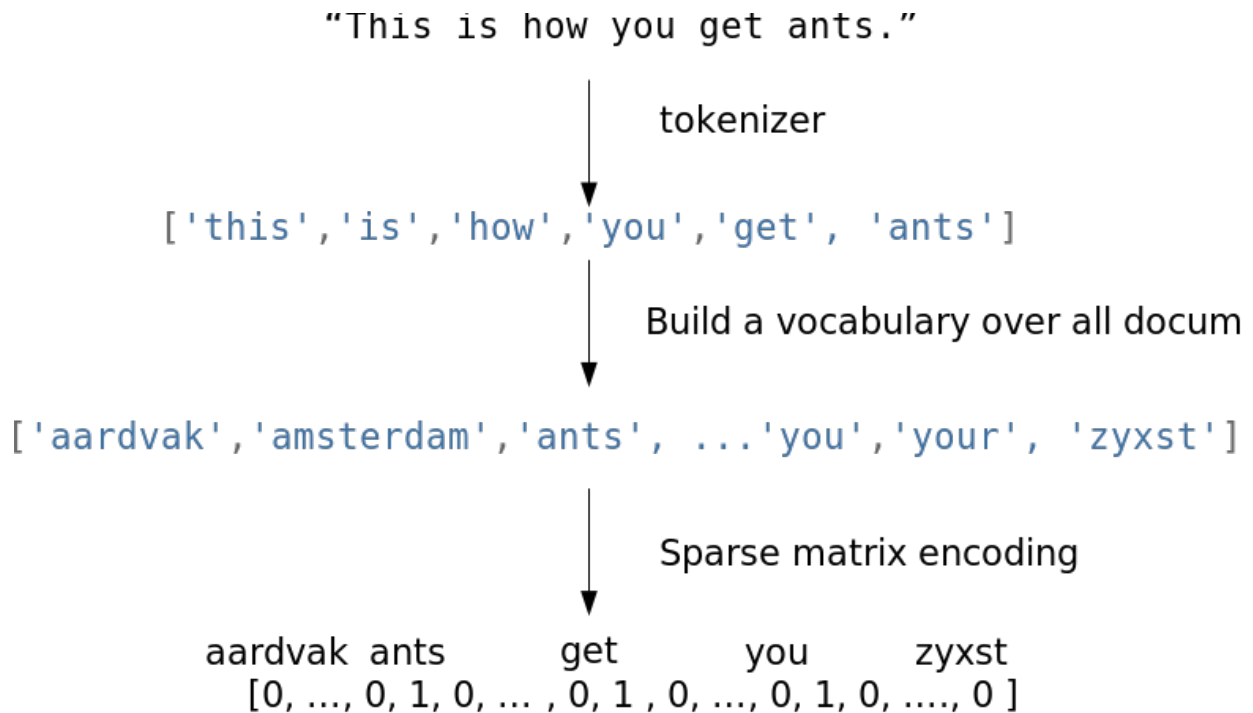 “This is how you get ants.”
tokenizer
['this','is','how','you','get', 'ants']
Build a vocabulary over all docum
['aardvak','amsterdam','ants', ...'you','your', 'zyxst']
Sparse matrix encoding
aardvak ants get you zyxst
[0, …, 0, 1, 0, … , 0, 1 , 0, …, 0, 1, 0, …., 0 ]